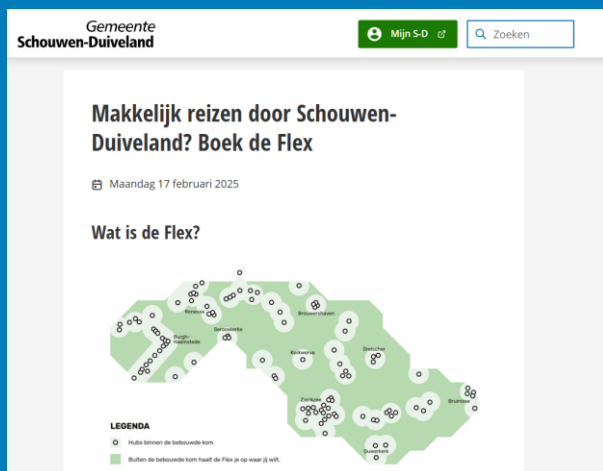 Gemeente
Schouwen-Duiveland
Mijn S-D
Zoeken
Makkelijk reizen door Schouwen-
Duiveland? Boek de Flex
Maandag 17 februari 2025
Wat is de Flex?
Renesse
Brouwershaven
Serooskerke
Burgh-
Haamstede
Kerkwerve
Dreischor
Zierikzee
Bruinisse
Ouwerkerk
LEGENDA
Hubs binnen de bebouwde kom
Buiten de bebouwde kom haalt de Flex je op waar jij wilt.